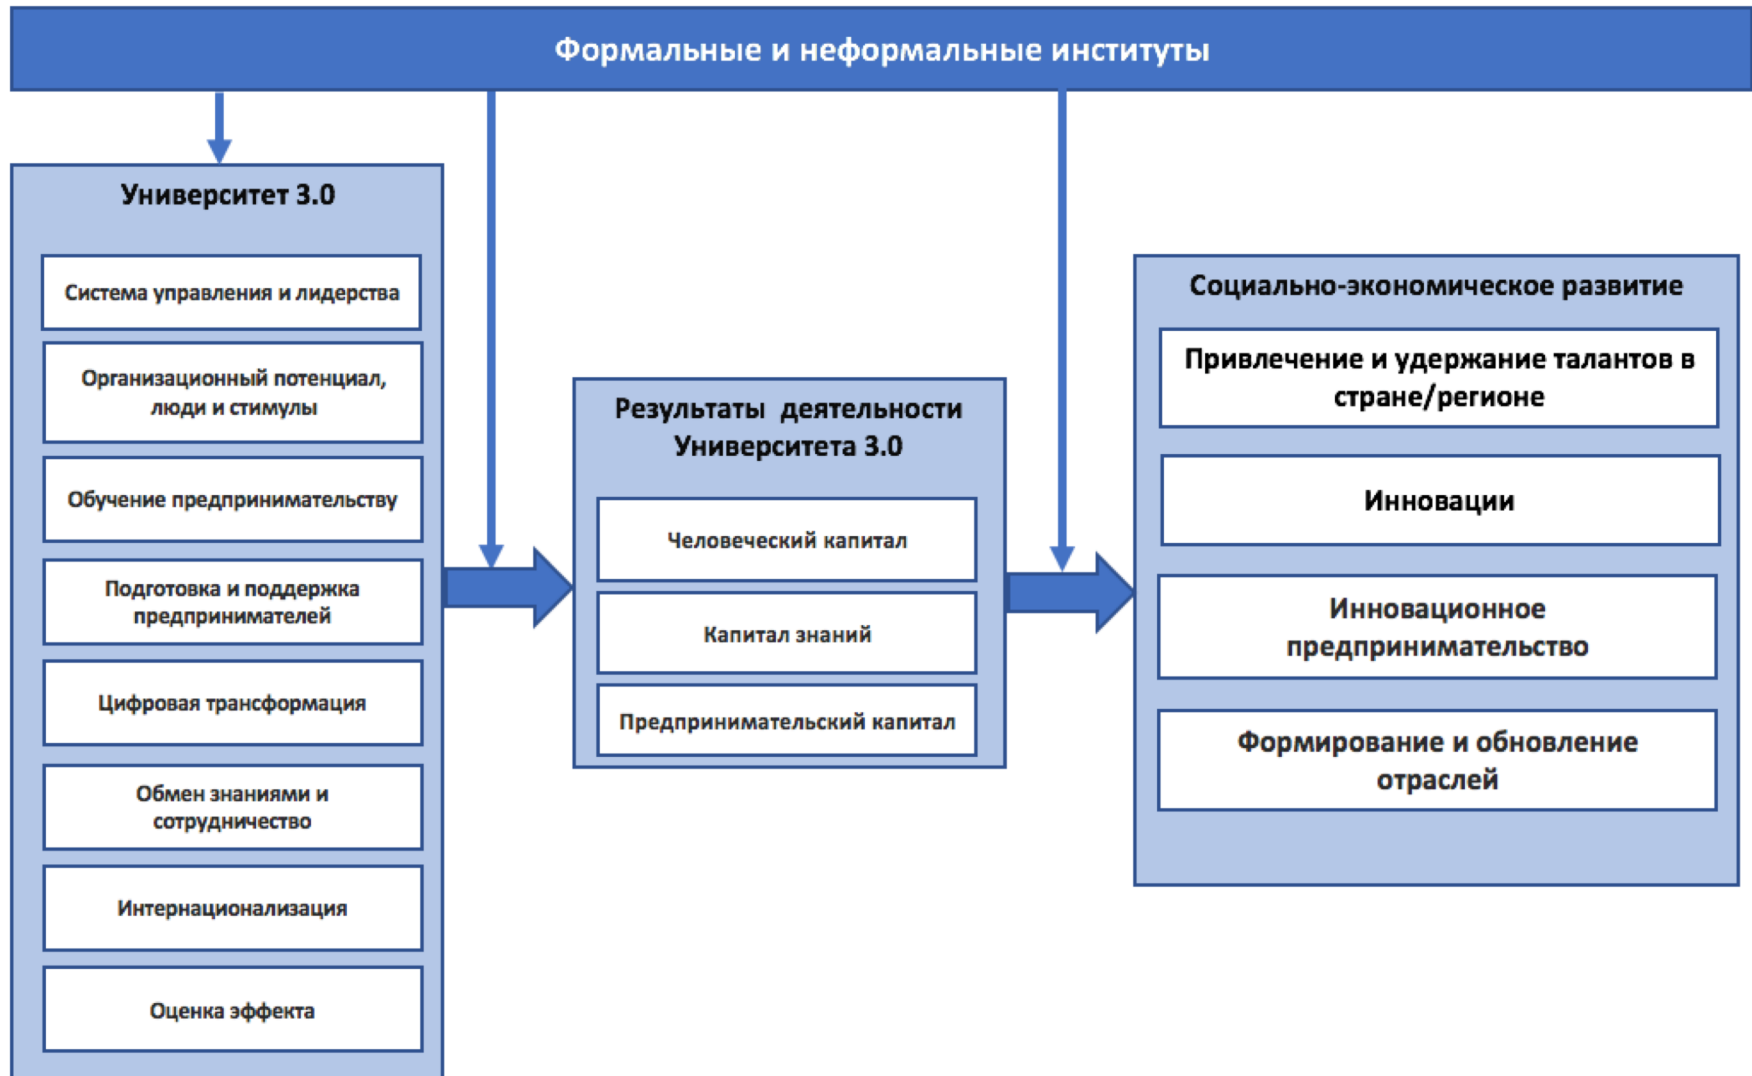 Формальные и неформальные институты
Университет 3.0
Система управления и лидерства
Организационный потенциал,
люди и стимулы
Обучение предпринимательству
Подготовка и поддержка
предпринимателей
Цифровая трансформация
Обмен знаниями и
сотрудничество
Интернационализация
Оценка эффекта
Результаты деятельности
Университета 3.0
Человеческий капитал
Капитал знаний
Предпринимательский капитал
Социально-экономическое развитие
Привлечение и удержание талантов в
стране/регионе
Инновации
Инновационное
предпринимательство
Формирование и обновление
отраслей